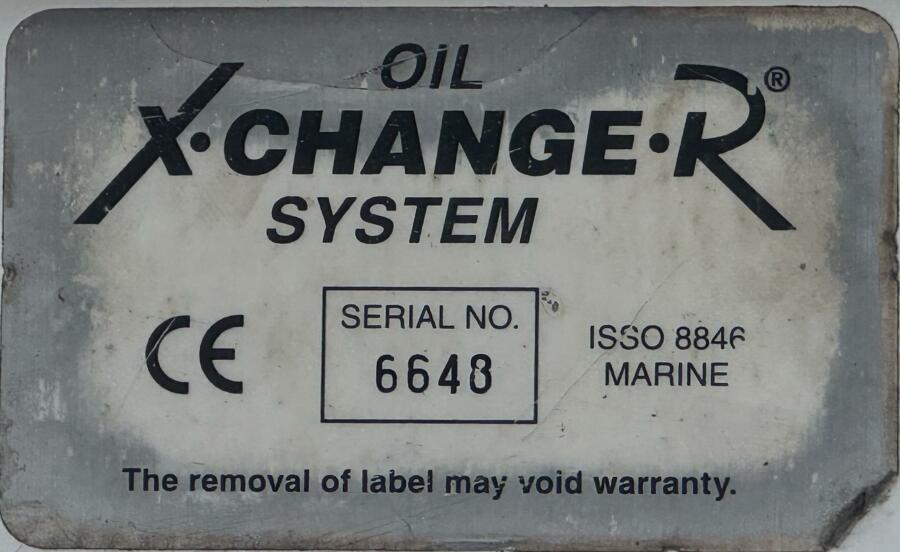 OIL
X·CHANGE·R®
SYSTEM
CE
SERIAL NO.
6648
ISSO 8846
MARINE
The removal of label may void warranty.